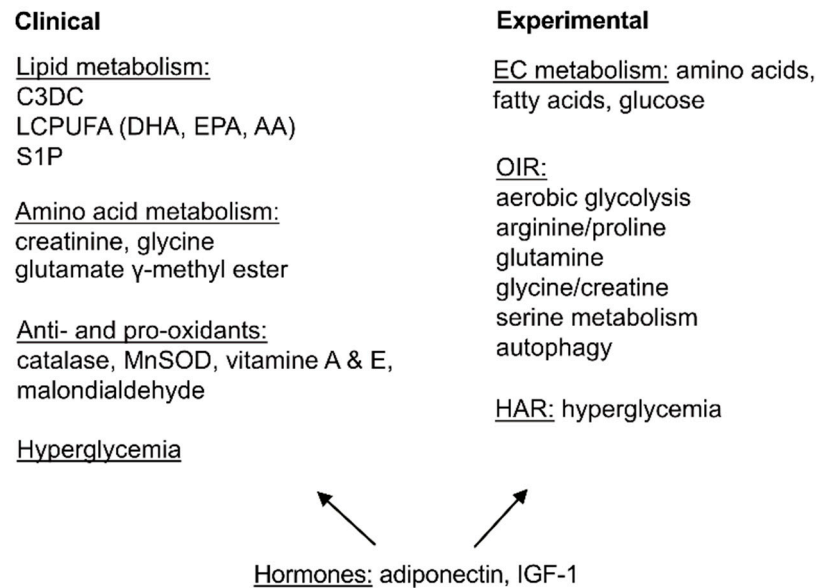 Clinical
Lipid metabolism:
C3DC
LCPUFA (DHA, EPA, AA)
S1P
Amino acid metabolism:
creatinine, glycine
glutamate γ-methyl ester
Anti- and pro-oxidants:
catalase, MnSOD, vitamine A & E,
malondialdehyde
Hyperglycemia
Experimental
EC metabolism: amino acids,
fatty acids, glucose
OIR:
aerobic glycolysis
arginine/proline
glutamine
glycine/creatine
serine metabolism
autophagy
HAR: hyperglycemia
Hormones: adiponectin, IGF-1